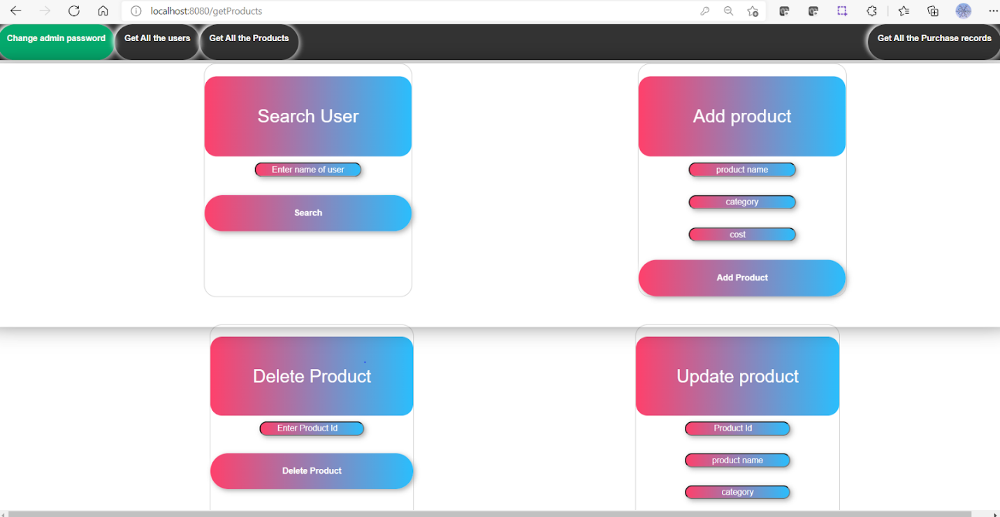 localhost:8080/getProducts
Change admin password
Get All the users
Get All the Products
Get All the Purchase records
Search User
Enter name of user
Search
Add product
product name
category
cost
Add Product
Delete Product
Enter Product Id
Delete Product
Update product
Product Id
product name
category